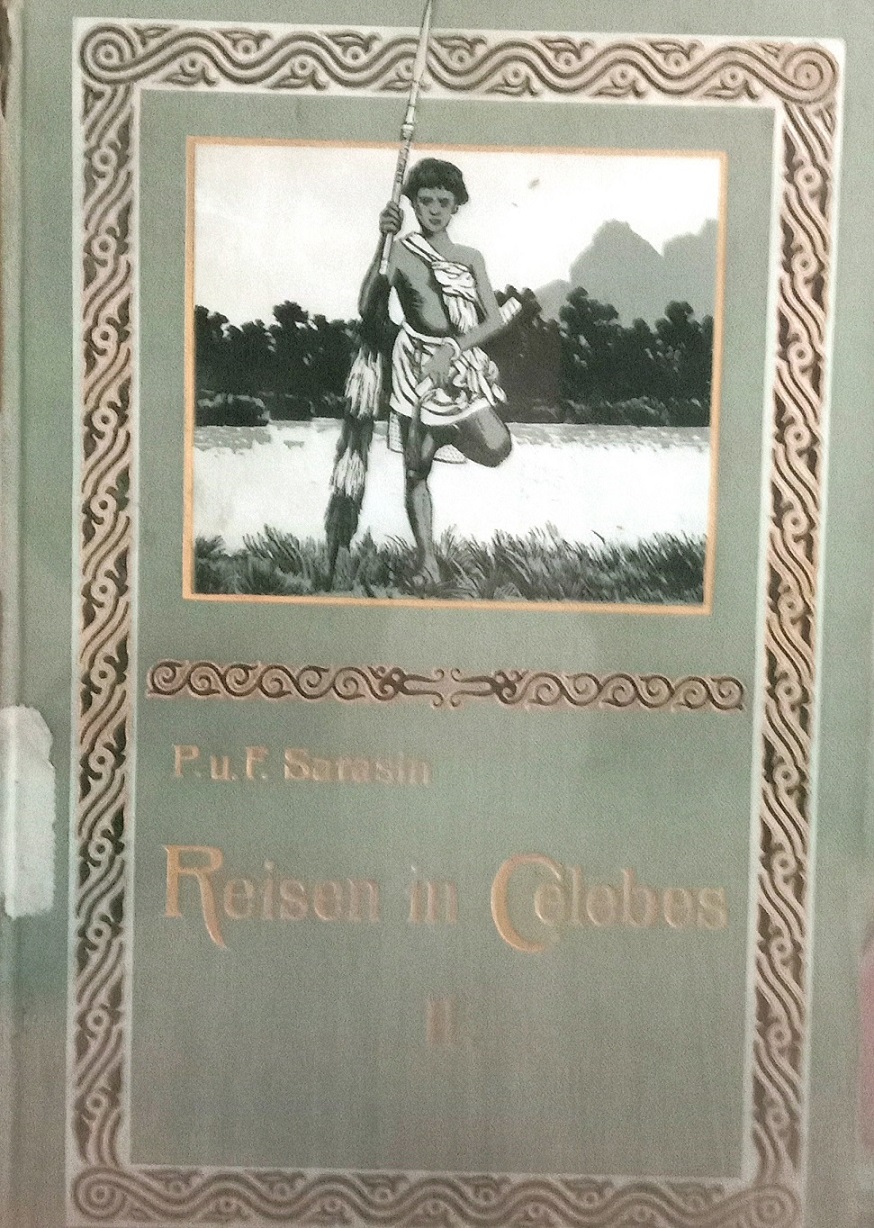 P. u. F. Sarasin
Reisen in Celebes
II.